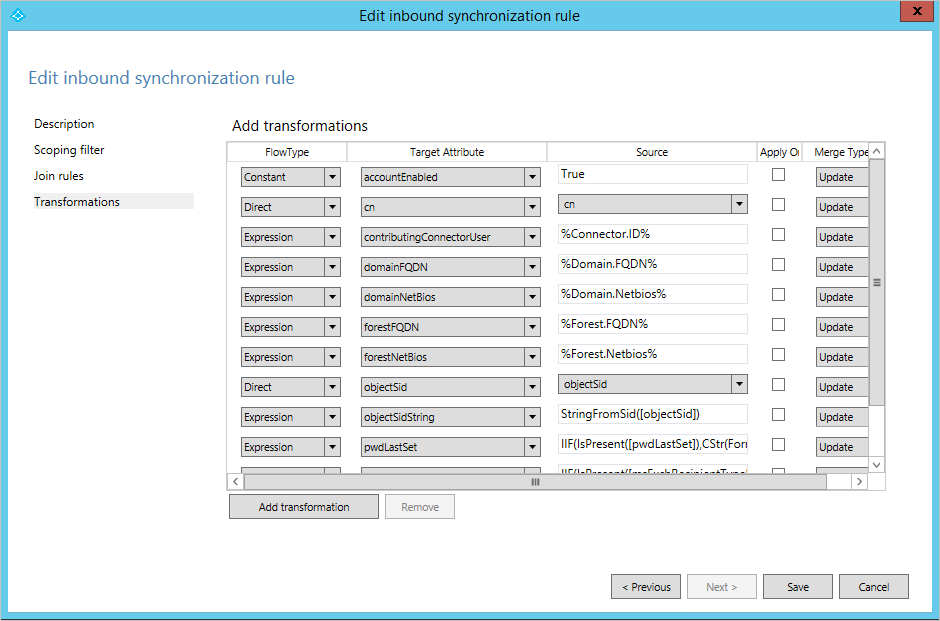 Edit inbound synchronization rule
X
Edit inbound synchronization rule
Description
Scoping filter
Join rules
Transformations
Add transformations
FlowType Target Attribute Source Apply Merge Type
Constant accountEnabled True Update
Direct cn cn Update
Expression contributingConnectorUser %Connector.ID% Update
Expression domainFQDN %Domain.FQDN% Update
Expression domainNetBios %Domain.Netbios% Update
Expression forestFQDN %Forest.FQDN% Update
Expression forestNetBios %Forest.Netbios% Update
Direct objectSid objectSid Update
Expression objectSidString StringFromSid([objectSid]) Update
Expression pwdLastSet IIF(IsPresent([pwdLastSet]),CStr(For Update
Add transformation Remove
< Previous Next > Save Cancel